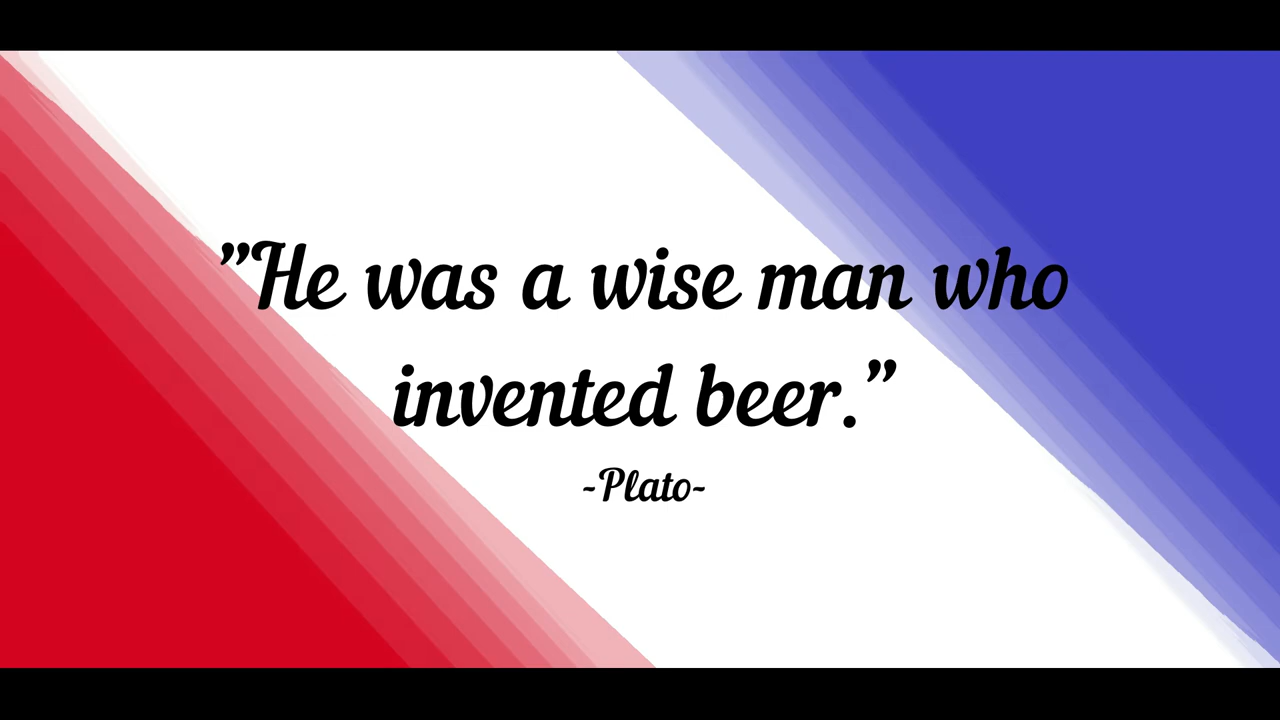 ”He was a wise man who
invented beer.”
~Plato~